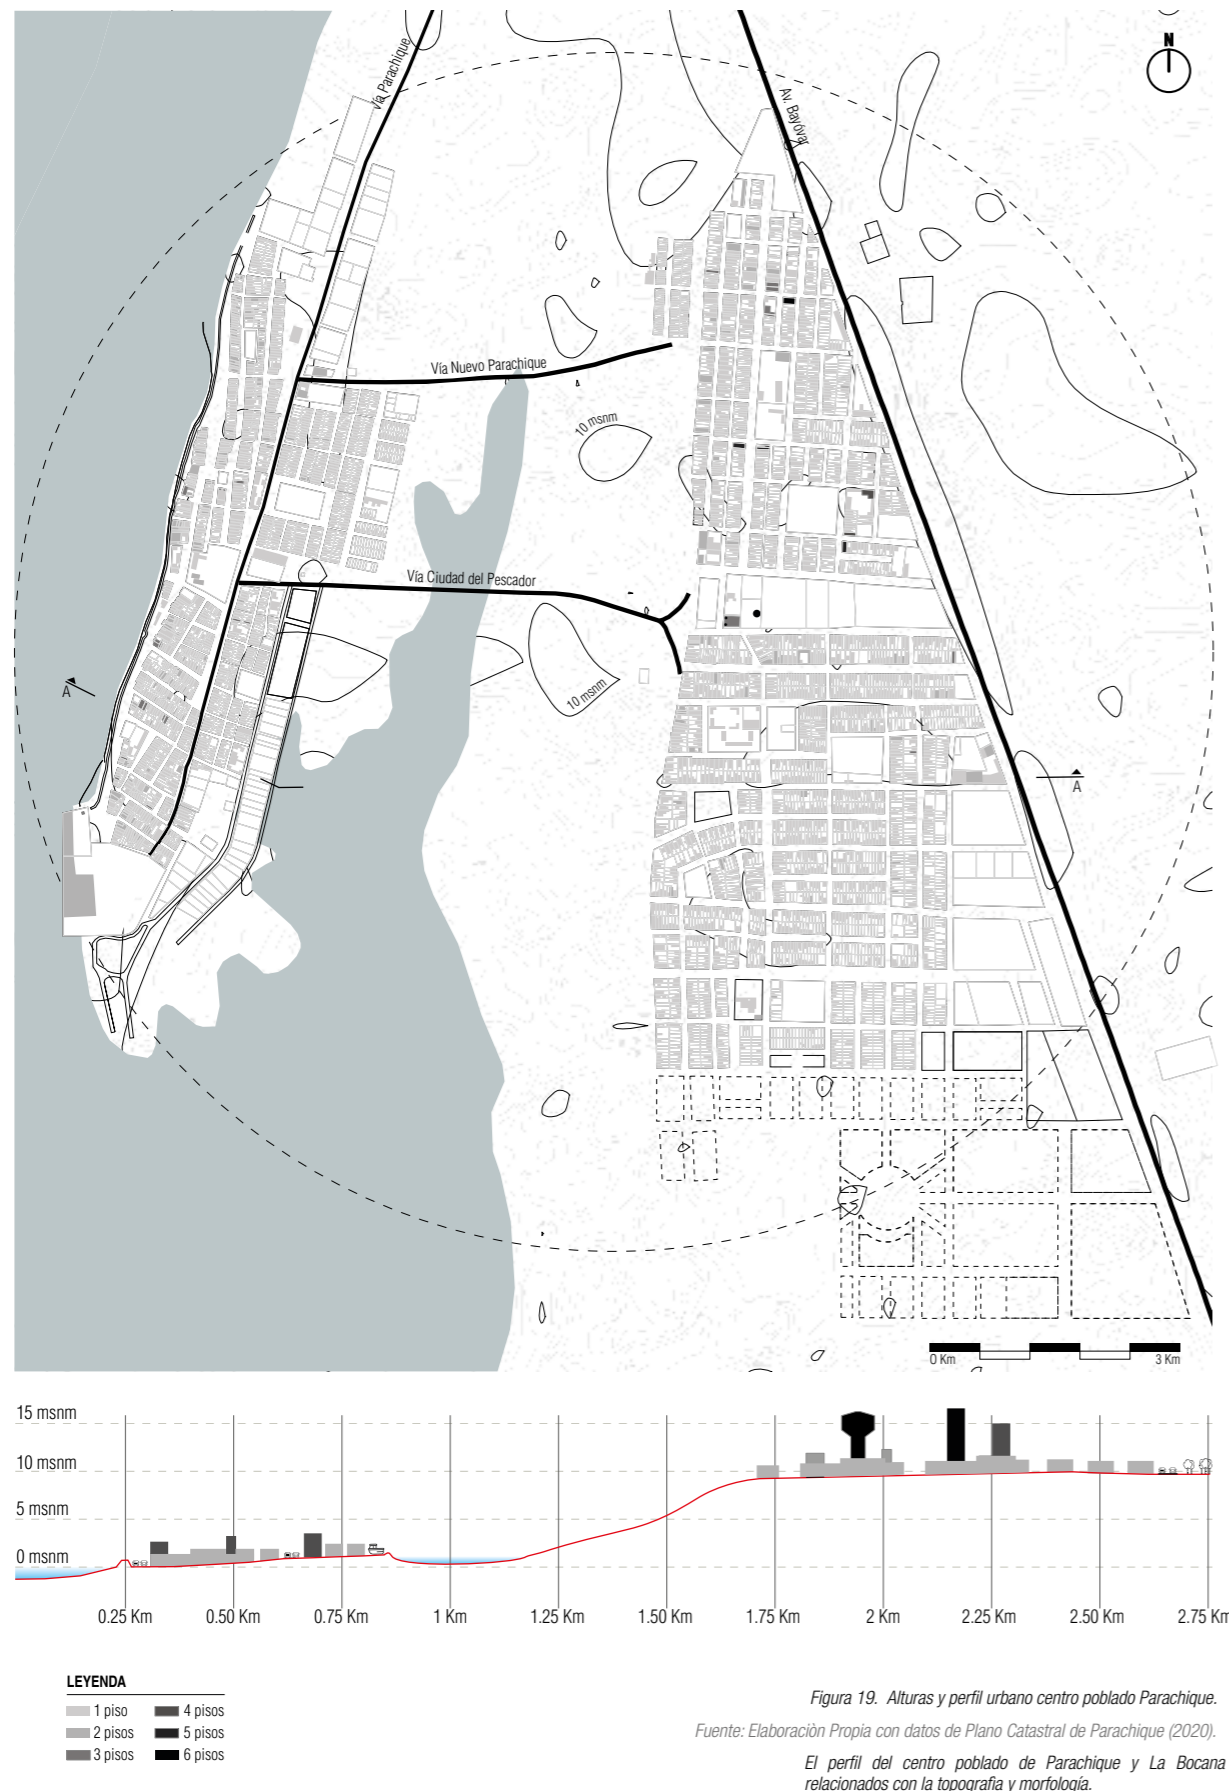 N
Vía Parachique
Av. Bayóvar
Vía Nuevo Parachique
10 msnm
Vía Ciudad del Pescador
10 msnm
A
A
0 Km
3 Km
15 msnm
10 msnm
5 msnm
0 msnm
0.25 Km
0.50 Km
0.75 Km
1 Km
1.25 Km
1.50 Km
1.75 Km
2 Km
2.25 Km
2.50 Km
2.75 Km
LEYENDA
1 piso
4 pisos
2 pisos
5 pisos
3 pisos
6 pisos
Figura 19. Alturas y perfil urbano centro poblado Parachique.
Fuente: Elaboraciòn Propia con datos de Plano Catastral de Parachique (2020).
El perfil del centro poblado de Parachique y La Bocana
relacionados con la topografia y morfología.